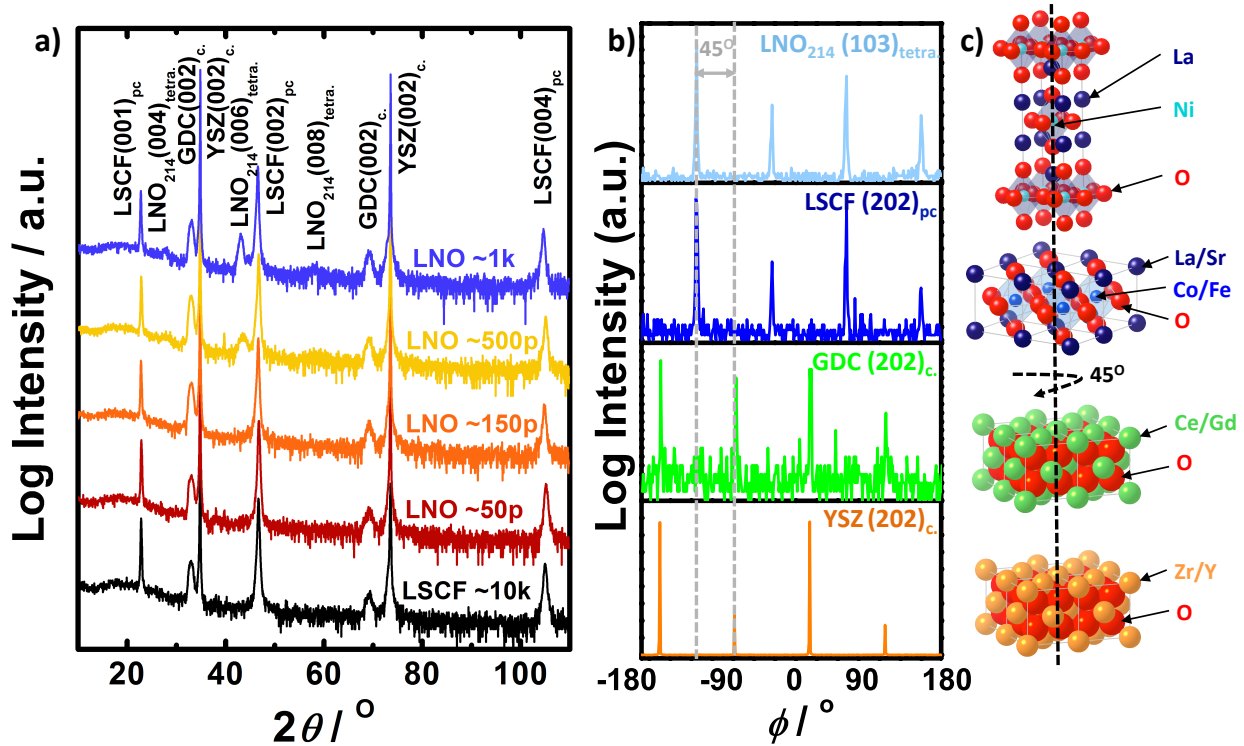 a)
Log Intensity / a.u.
LSCF(001)pc
LNO214(004)tetra.
GDC(002)c.
YSZ(002)c.
LNO214(006)tetra.
LSCF(002)pc
LNO214(008)tetra.
GDC(002)c.
YSZ(002)c.
LSCF(004)pc
LNO ~1k
LNO ~500p
LNO ~150p
LNO ~50p
LSCF ~10k
20 40 60 80 100
2θ / O
b)
Log Intensity (a.u.)
45O
LNO214 (103)tetra.
LSCF (202)pc
GDC (202)c.
YSZ (202)c.
-180 -90 0 90 180
ϕ / o
c)
La
Ni
O
La/Sr
Co/Fe
O
45O
Ce/Gd
O
Zr/Y
O